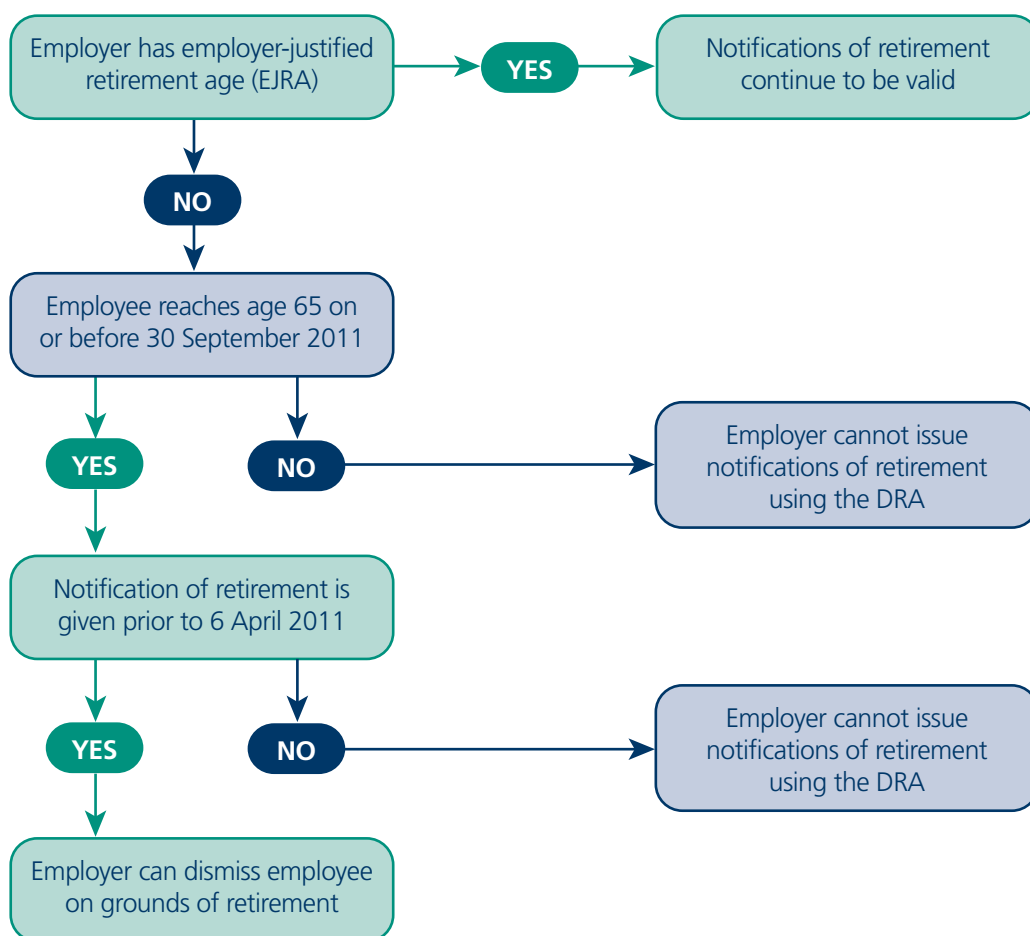 Employer has employer-justified
retirement age (EJRA)
YES
Notifications of retirement
continue to be valid
NO
Employee reaches age 65 on
or before 30 September 2011
YES
NO
Employer cannot issue
notifications of retirement
using the DRA
Notification of retirement is
given prior to 6 April 2011
YES
NO
Employer cannot issue
notifications of retirement
using the DRA
Employer can dismiss employee
on grounds of retirement